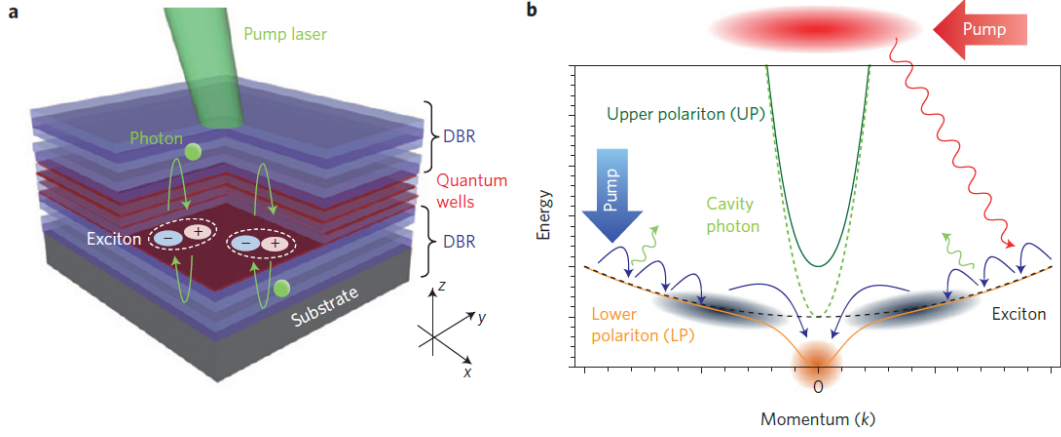 a
Pump laser
Photon
DBR
Quantum
wells
Exciton
−
+
−
+
DBR
Substrate
z
y
x
b
Pump
Upper polariton (UP)
Pump
Cavity
photon
Energy
Lower
polariton (LP)
Exciton
0
Momentum (k)